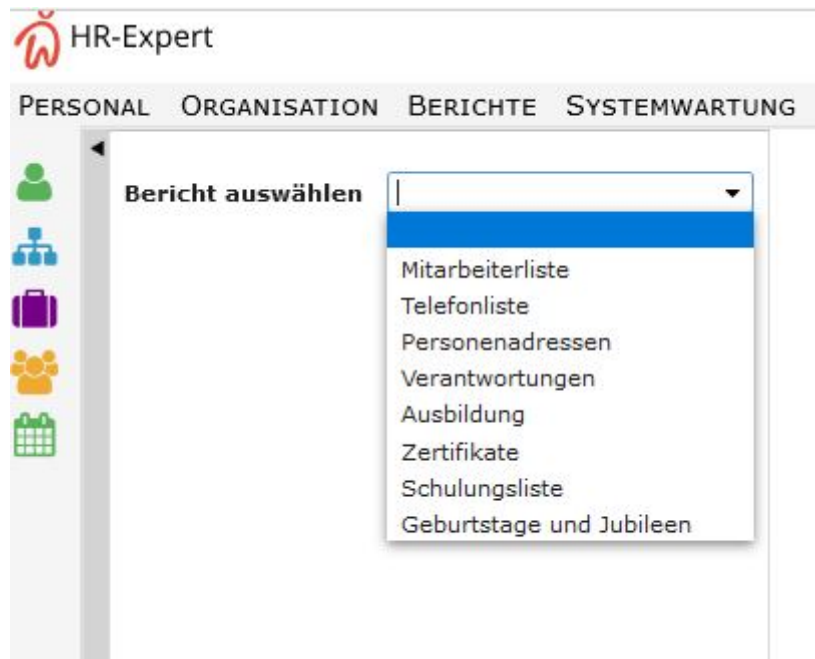 HR-Expert
PERSONAL ORGANISATION BERICHTE SYSTEMWARTUNG
Bericht auswählen
Mitarbeiterliste
Telefonliste
Personenadressen
Verantwortungen
Ausbildung
Zertifikate
Schulungsliste
Geburtstage und Jubileen